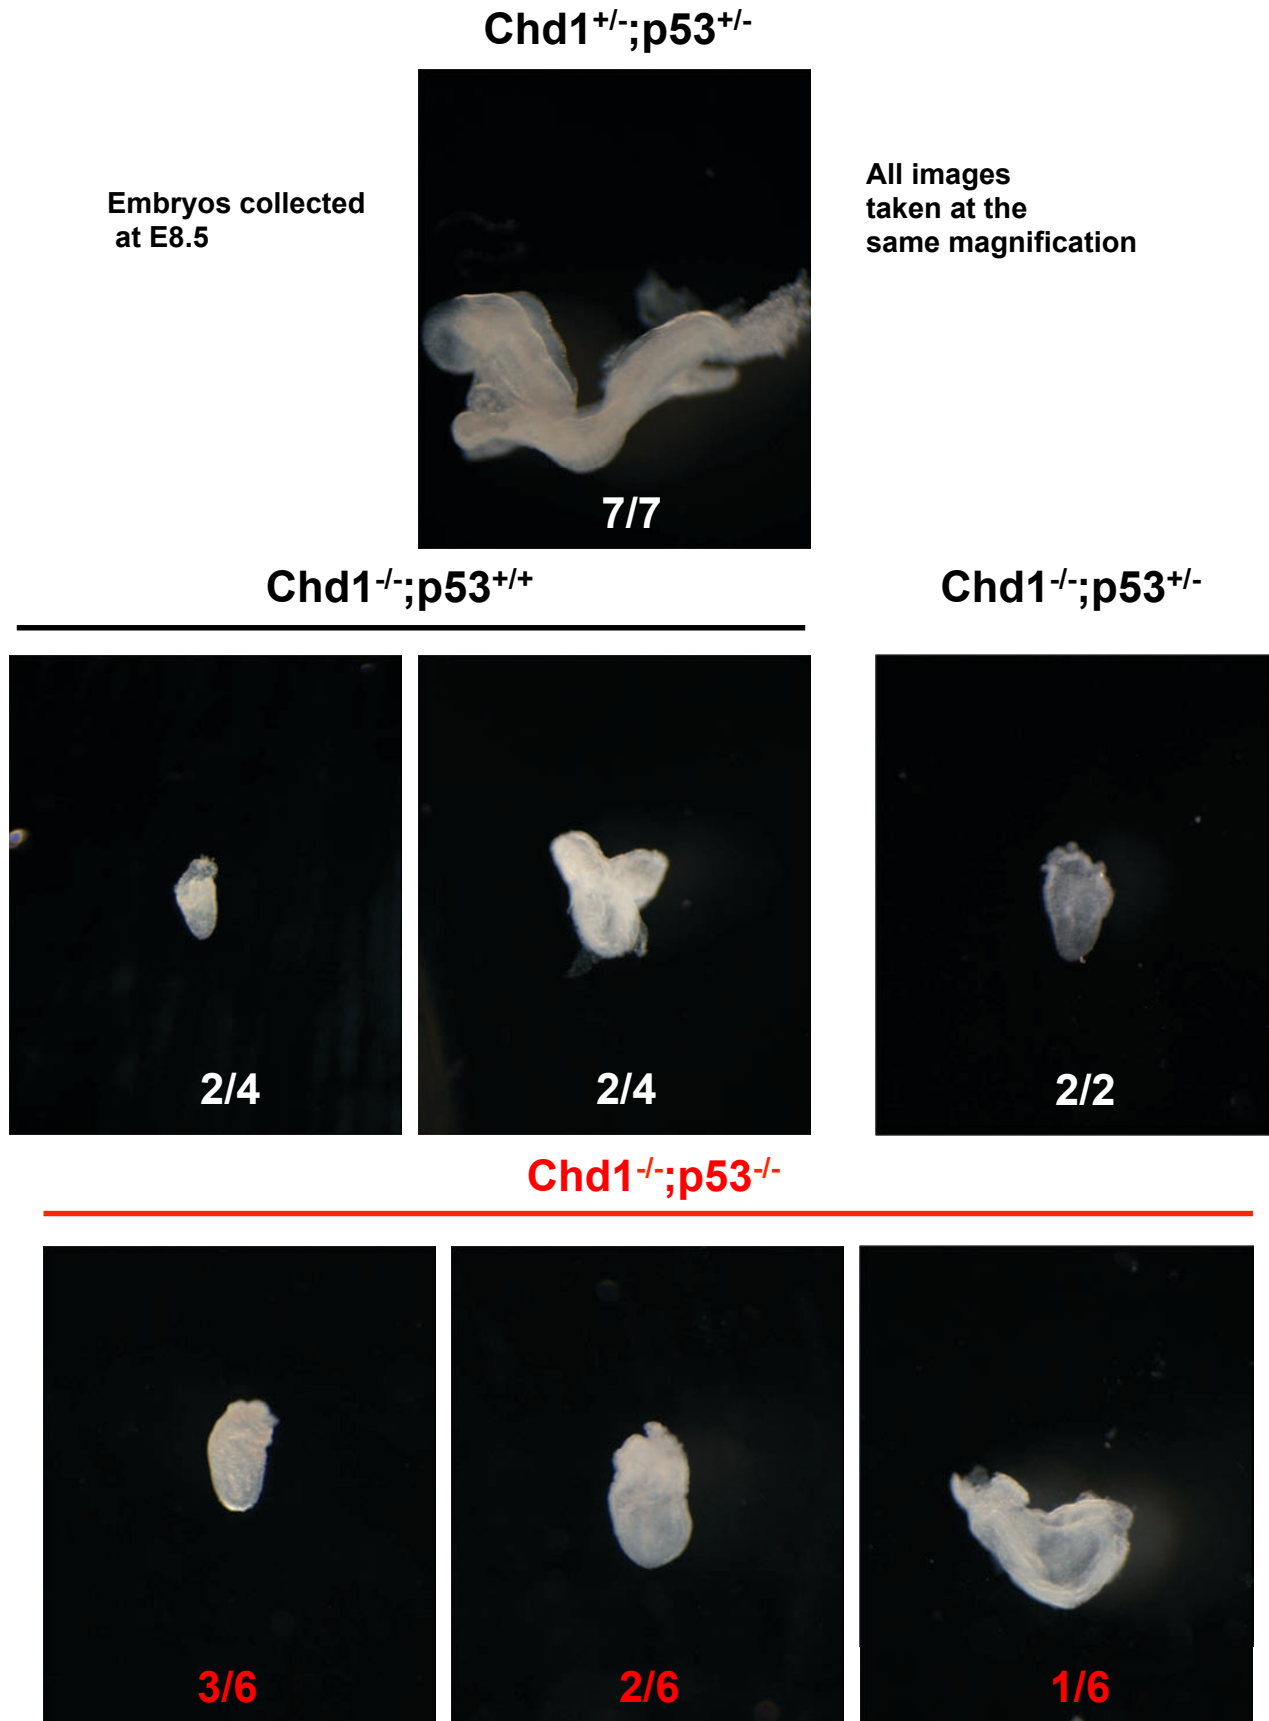 Chd1+/-;p53+/-
Embryos collected
at E8.5
All images
taken at the
same magnification
7/7
Chd1-/-;p53+/+
Chd1-/-;p53+/-
2/4
2/4
2/2
Chd1-/-;p53-/-
3/6
2/6
1/6